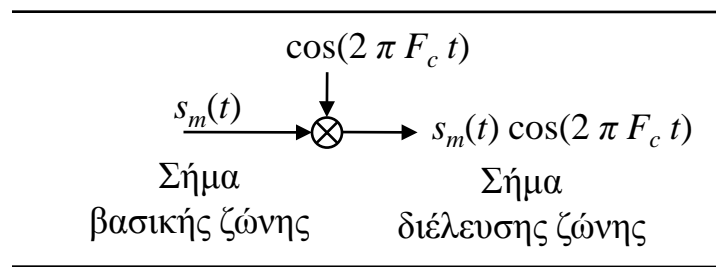 cos(2 π F_c t)
s_m(t)
s_m(t) cos(2 π F_c t)
Σήμα
βασικής ζώνης
Σήμα
διέλευσης ζώνης